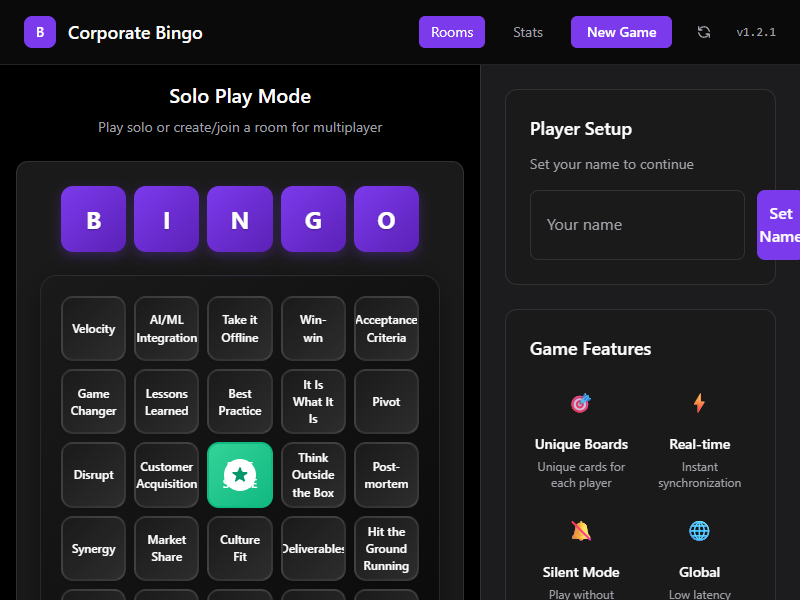 B Corporate Bingo Rooms Stats New Game v1.2.1
Solo Play Mode
Play solo or create/join a room for multiplayer
B I N G O
Velocity
AI/ML
Integration
Take it
Offline
Win-
win
Acceptance
Criteria
Game
Changer
Lessons
Learned
Best
Practice
It Is
What It
Is
Pivot
Disrupt
Customer
Acquisition
Think
Outside
the Box
Post-
mortem
Synergy
Market
Share
Culture
Fit
Deliverables
Hit the
Ground
Running
Player Setup
Set your name to continue
Your name
Set
Name
Game Features
Unique Boards
Unique cards for
each player
Real-time
Instant
synchronization
Silent Mode
Play without
Global
Low latency